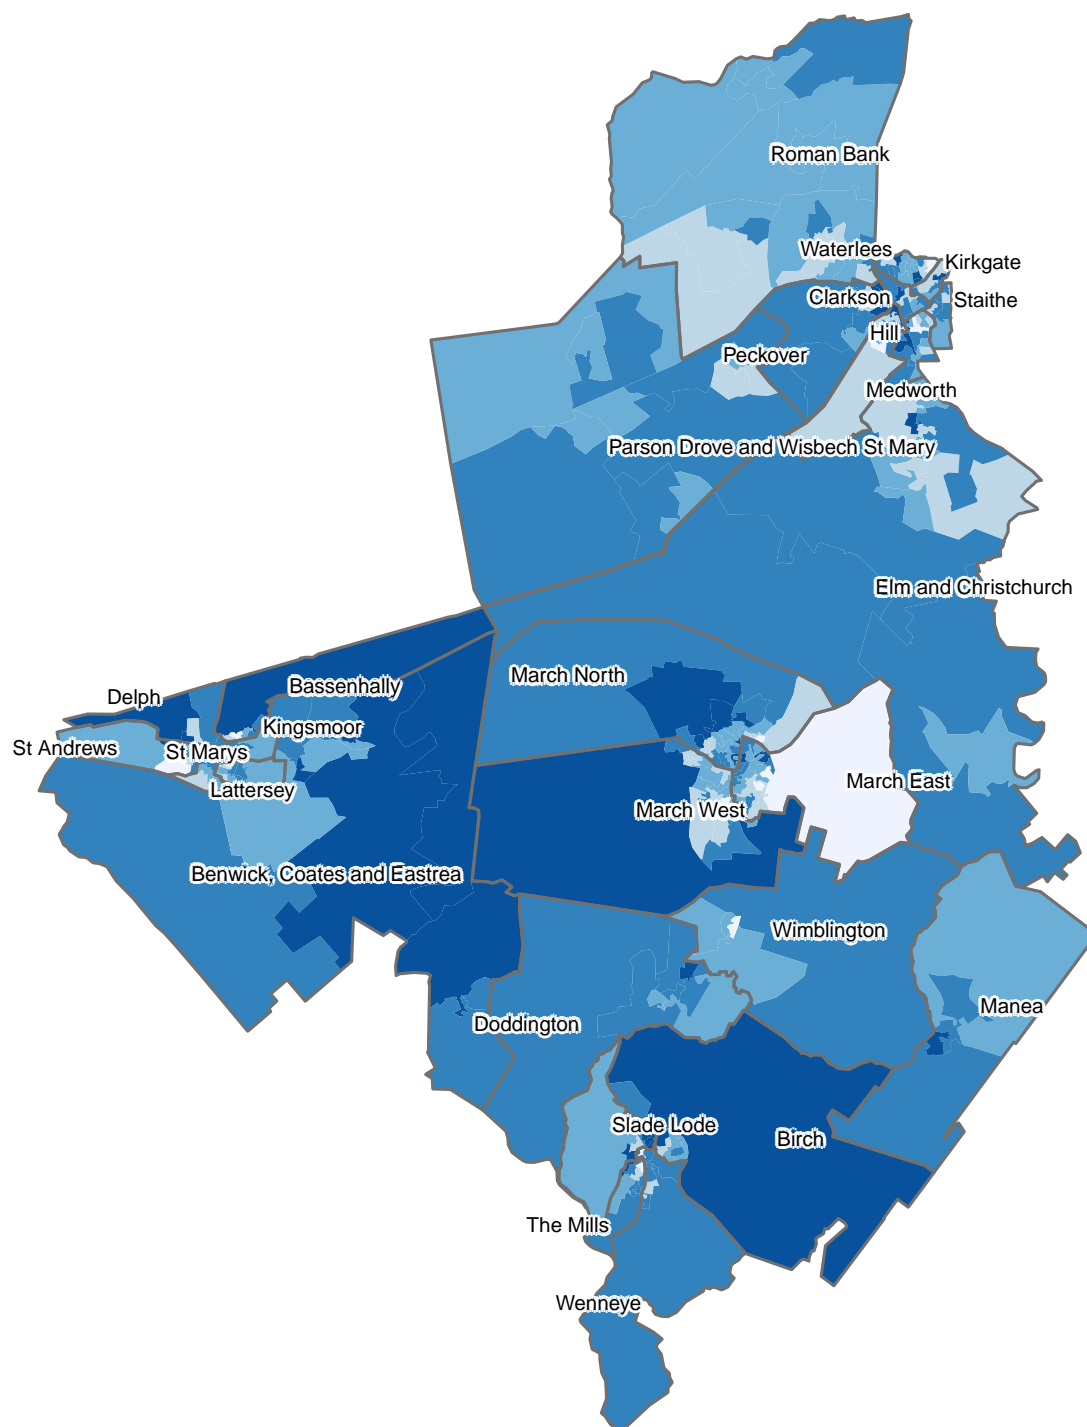 Roman Bank
Waterlees
Kirkgate
Clarkson
Staithe
Hill
Peckover
Medworth
Parson Drove and Wisbech St Mary
Elm and Christchurch
March North
Bassenhally
Delph
Kingsmoor
St Andrews
St Marys
Lattersey
March East
March West
Benwick, Coates and Eastrea
Wimblington
Manea
Doddington
Slade Lode
Birch
The Mills
Wenneye